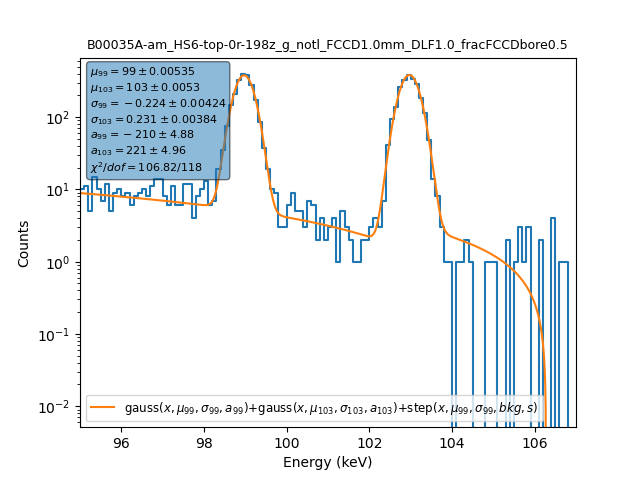 B00035A-am_HS6-top-0r-198z_g_notl_FCCD1.0mm_DLF1.0_fracFCCDbore0.5
μ₉₉ = 99 ± 0.00535
μ₁₀₃ = 103 ± 0.0053
σ₉₉ = −0.224 ± 0.00424
σ₁₀₃ = 0.231 ± 0.00384
a₉₉ = −210 ± 4.88
a₁₀₃ = 221 ± 4.96
χ²/dof = 106.82/118
10²
10¹
10⁰
10⁻¹
10⁻²
Counts
gauss(x, μ₉₉, σ₉₉, a₉₉)+gauss(x, μ₁₀₃, σ₁₀₃, a₁₀₃)+step(x, μ₉₉, σ₉₉, bkg, s)
96 98 100 102 104 106
Energy (keV)